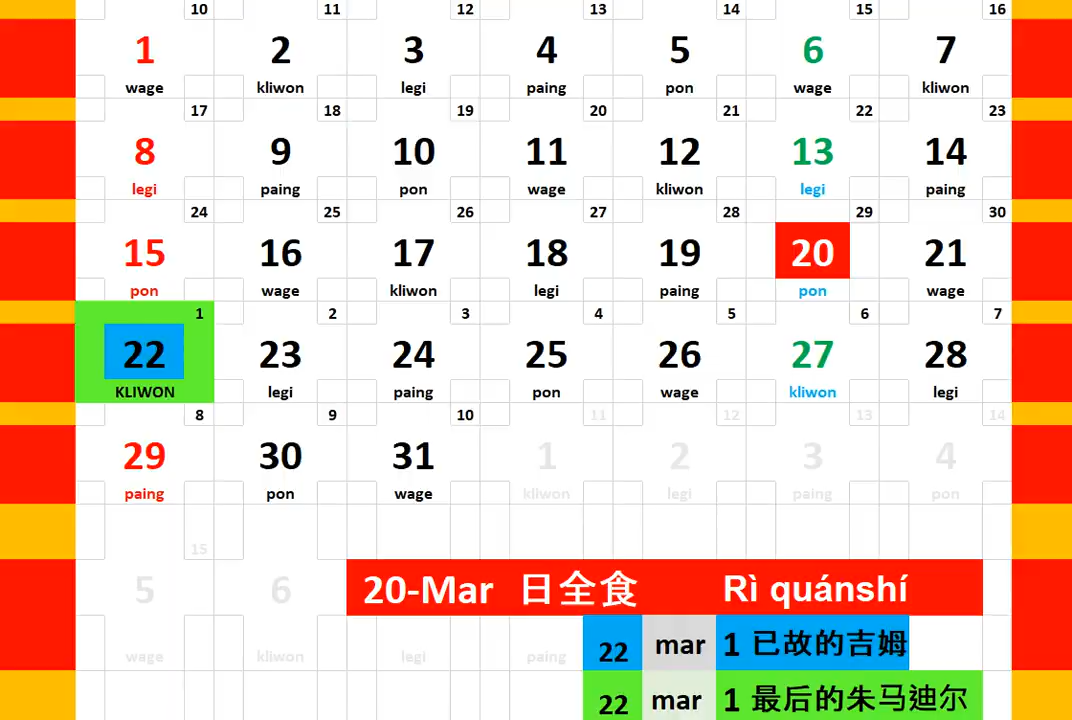 10 11 12 13 14 15 16
1 2 3 4 5 6 7
wage kliwon legi paing pon wage kliwon
17 18 19 20 21 22 23
8 9 10 11 12 13 14
legi paing pon wage kliwon legi paing
24 25 26 27 28 29 30
15 16 17 18 19 20 21
pon wage kliwon legi paing pon wage
1 2 3 4 5 6 7
22 23 24 25 26 27 28
KLIWON legi paing pon wage kliwon legi
8 9 10 11 12 13 14
29 30 31 1 2 3 4
paing pon wage kliwon legi paing pon
15
5 6
20-Mar 日全食 Rì quánshí
wage kliwon legi paing
22 mar 1 已故的吉姆
22 mar 1 最后的朱马迪尔